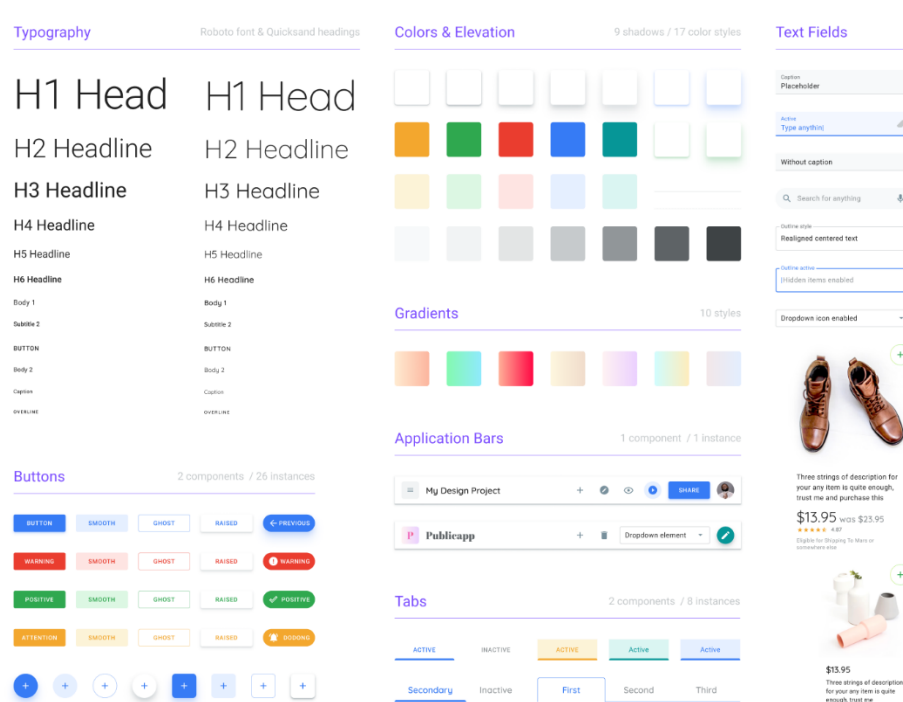 Typography
Roboto font & Quicksand headings
H1 Head
H1 Head
H2 Headline
H2 Headline
H3 Headline
H3 Headline
H4 Headline
H4 Headline
H5 Headline
H5 Headline
H6 Headline
H6 Headline
Body 1
Body 1
Subtitle 2
Subtitle 2
BUTTON
BUTTON
Body 2
Body 2
Caption
Caption
OVERLINE
OVERLINE
Buttons
2 components / 26 instances
BUTTON
SMOOTH
GHOST
RAISED
PREVIOUS
WARNING
SMOOTH
GHOST
RAISED
WARNING
POSITIVE
SMOOTH
GHOST
RAISED
POSITIVE
ATTENTION
SMOOTH
GHOST
RAISED
DODONG
Colors & Elevation
9 shadows / 17 color styles
Gradients
10 styles
Application Bars
1 component / 1 instance
My Design Project
SHARE
P
Publicapp
Dropdown element
Tabs
2 components / 8 instances
ACTIVE
INACTIVE
ACTIVE
Active
Active
Secondary
Inactive
First
Second
Third
Text Fields
Caption
Placeholder
Active
Type anythin
Without caption
Search for anything
Outline style
Realigned centered text
Outline active
Hidden items enabled
Dropdown icon enabled
Three strings of description for
your any item is quite enough,
trust me and purchase this
$13.95 was $23.95
4.87
Eligible for Shipping To Mars or
somewhere else
$13.95
Three strings of description
for your any item is quite
enough, trust me